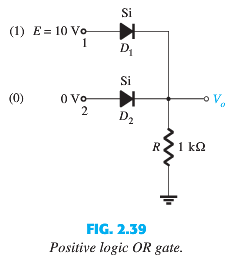 Si
(1) E = 10 V
1
D₁
Si
(0) 0 V
2
D₂
Vₒ
R 1 kΩ
FIG. 2.39
Positive logic OR gate.